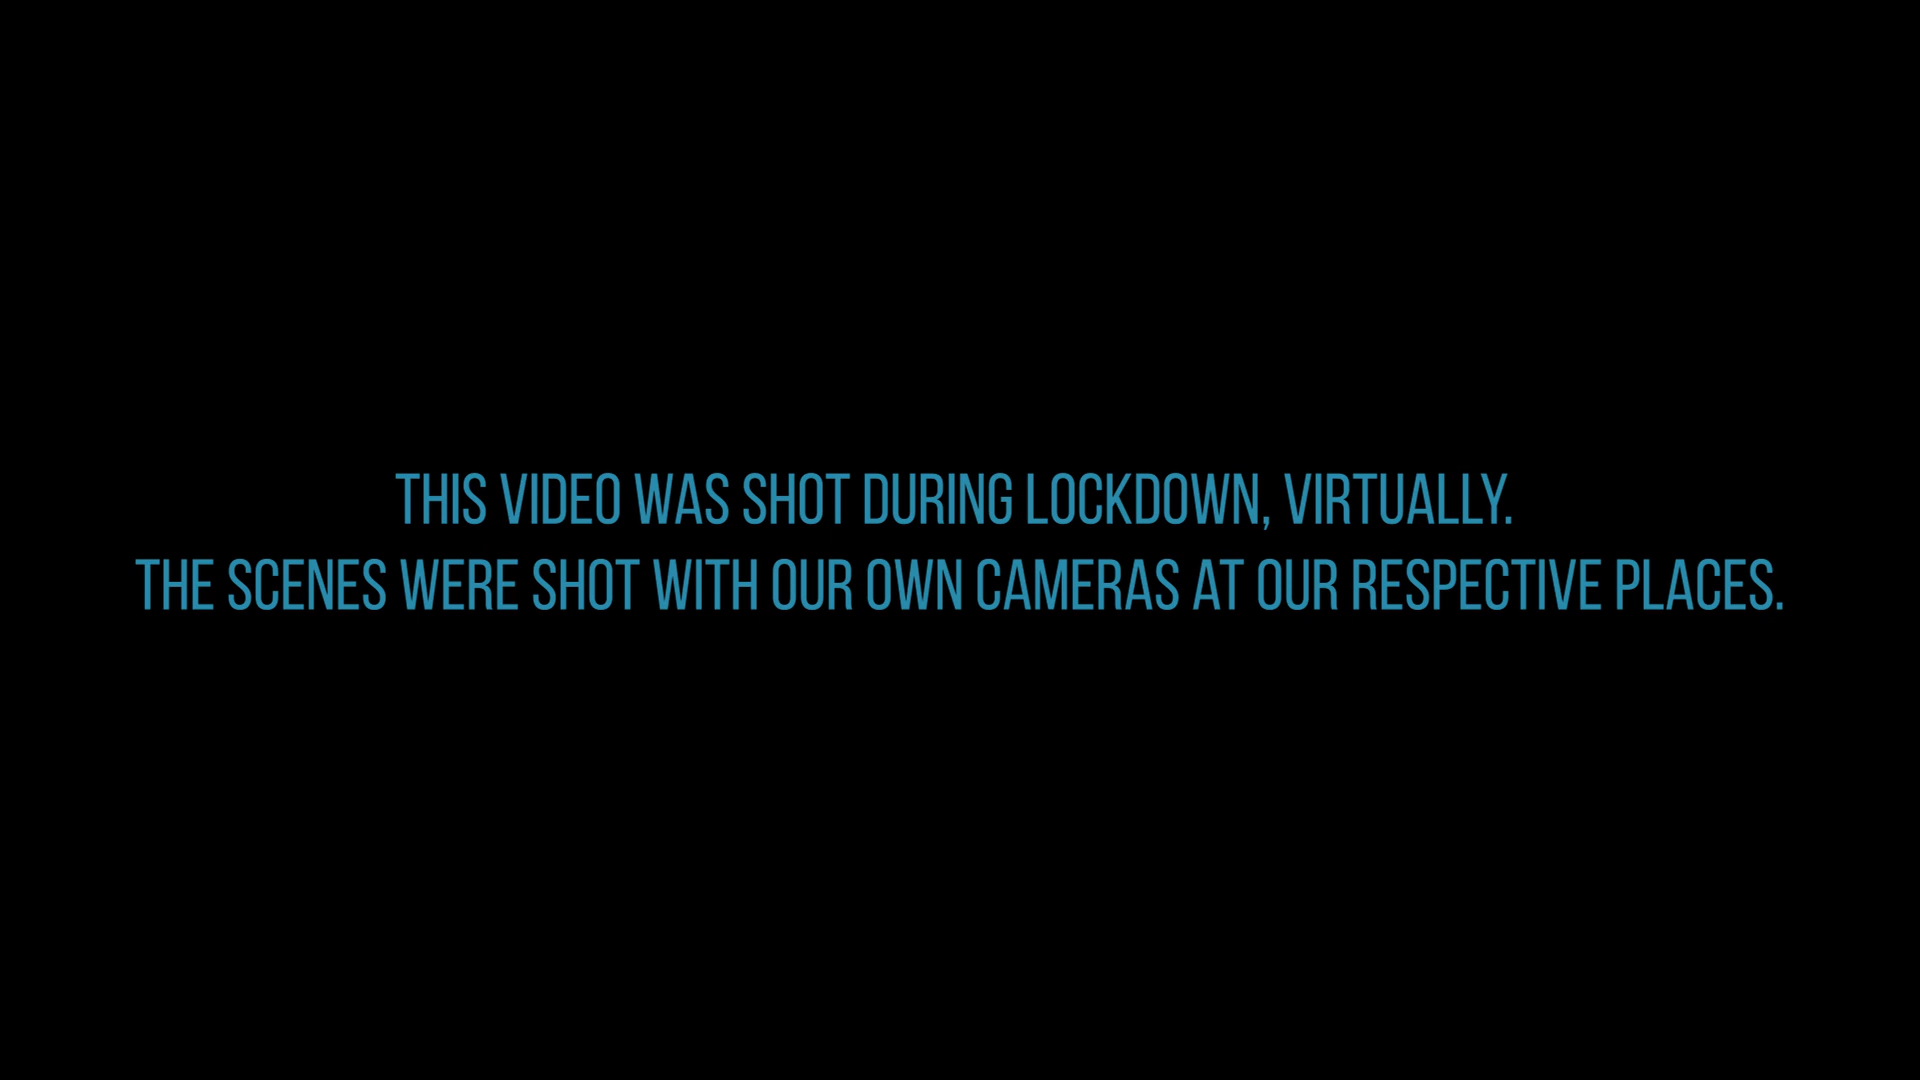 THIS VIDEO WAS SHOT DURING LOCKDOWN, VIRTUALLY.
THE SCENES WERE SHOT WITH OUR OWN CAMERAS AT OUR RESPECTIVE PLACES.